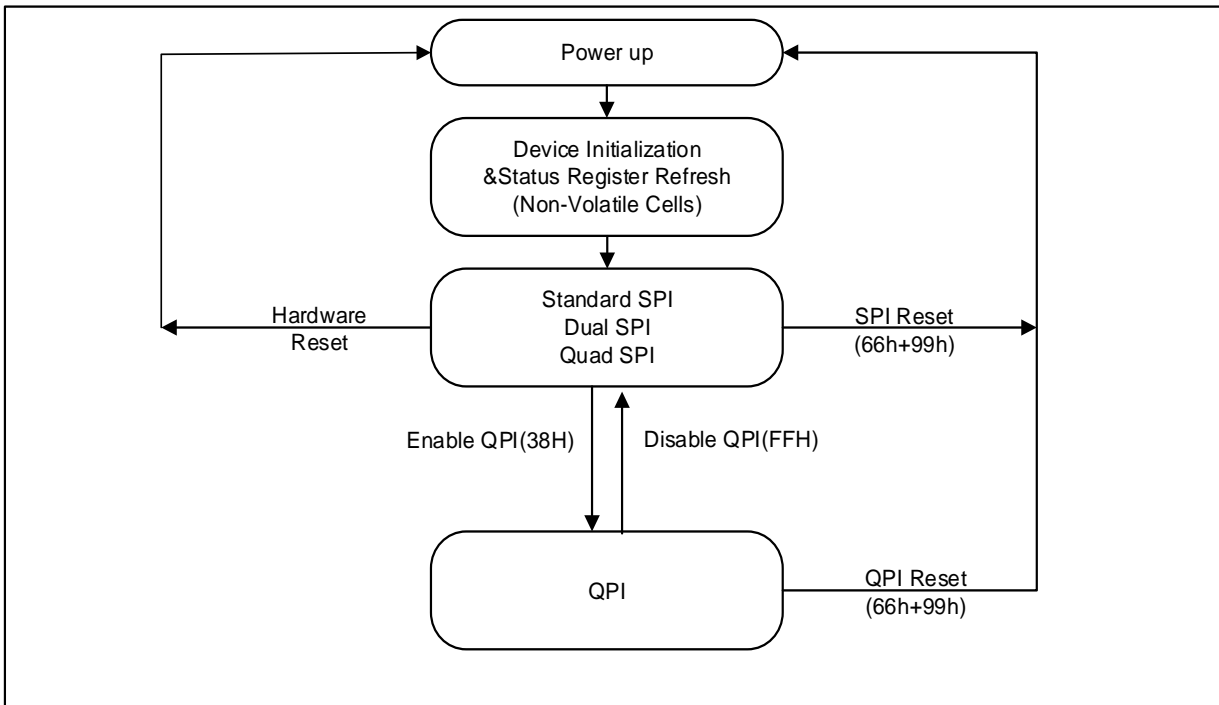 Power up
Device Initialization
&Status Register Refresh
(Non-Volatile Cells)
Standard SPI
Dual SPI
Quad SPI
Hardware
Reset
SPI Reset
(66h+99h)
Enable QPI(38H)
Disable QPI(FFH)
QPI
QPI Reset
(66h+99h)